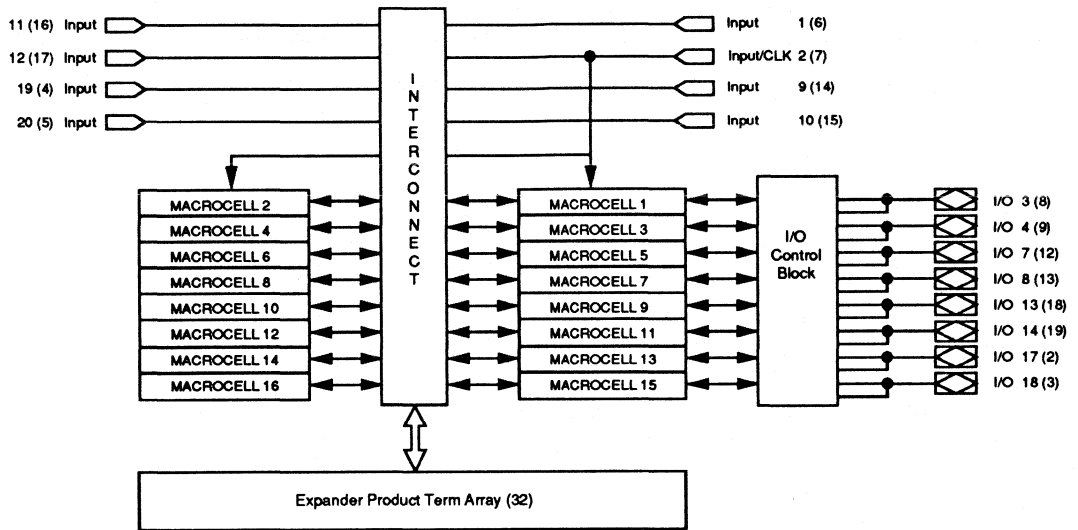 11 (16) Input
1 (6)
Input
12 (17) Input
Input/CLK 2 (7)
19 (4) Input
Input 9 (14)
20 (5) Input
Input 10 (15)
INTERCONNECT
MACROCELL 2
MACROCELL 4
MACROCELL 6
MACROCELL 8
MACROCELL 10
MACROCELL 12
MACROCELL 14
MACROCELL 16
MACROCELL 1
MACROCELL 3
MACROCELL 5
MACROCELL 7
MACROCELL 9
MACROCELL 11
MACROCELL 13
MACROCELL 15
I/O
Control
Block
I/O 3 (8)
I/O 4 (9)
I/O 7 (12)
I/O 8 (13)
I/O 13 (18)
I/O 14 (19)
I/O 17 (2)
I/O 18 (3)
Expander Product Term Array (32)